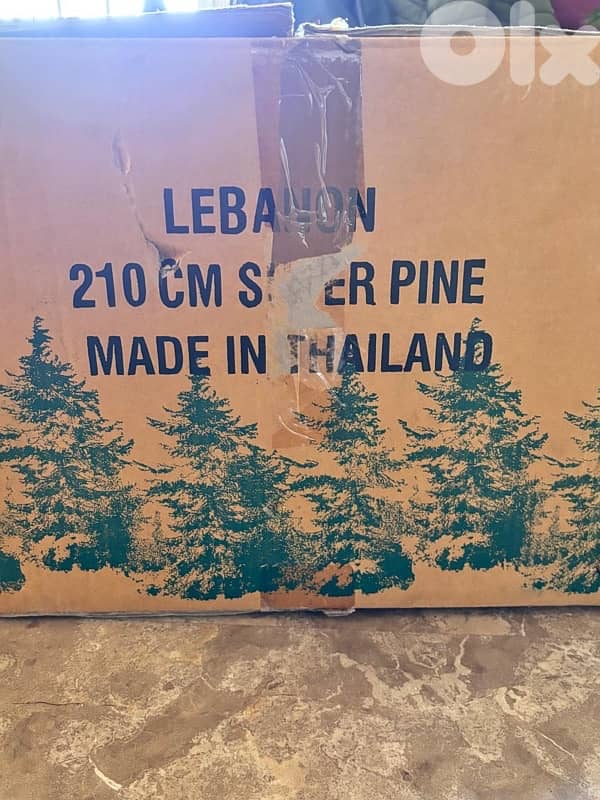 olx
LEBANON
210 CM PINE
MADE IN THAILAND